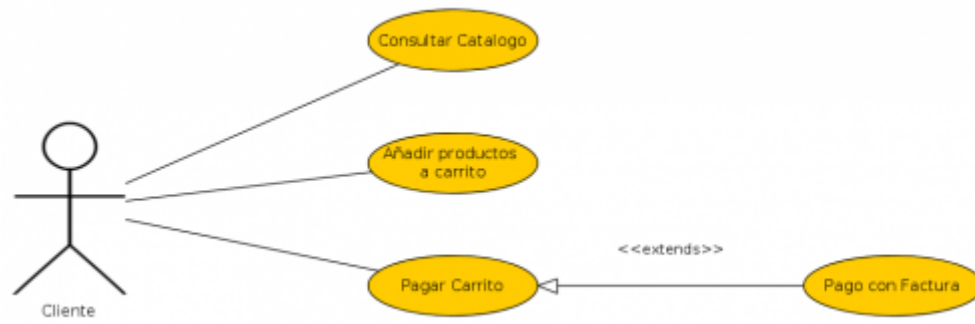 Consultar Catalogo
Añadir productos
a carrito
<<extends>>
Pagar Carrito
Pago con Factura
Cliente